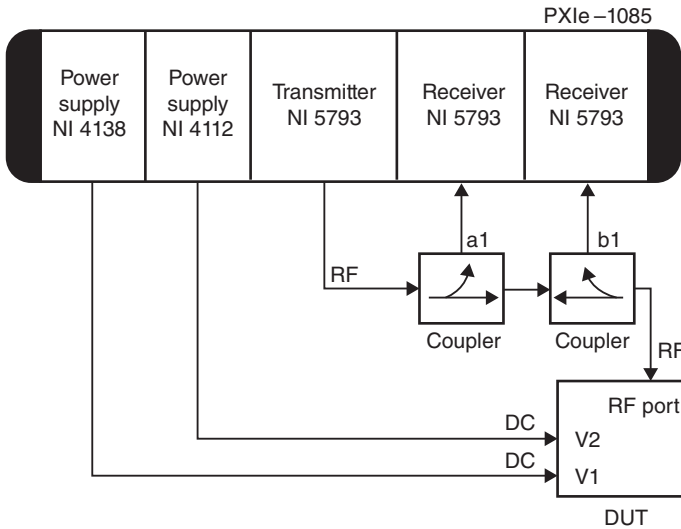 PXIe –1085
Power
supply
NI 4138
Power
supply
NI 4112
Transmitter
NI 5793
Receiver
NI 5793
Receiver
NI 5793
a1
b1
RF
Coupler
Coupler
RF
RF port
DC
V2
DC
V1
DUT